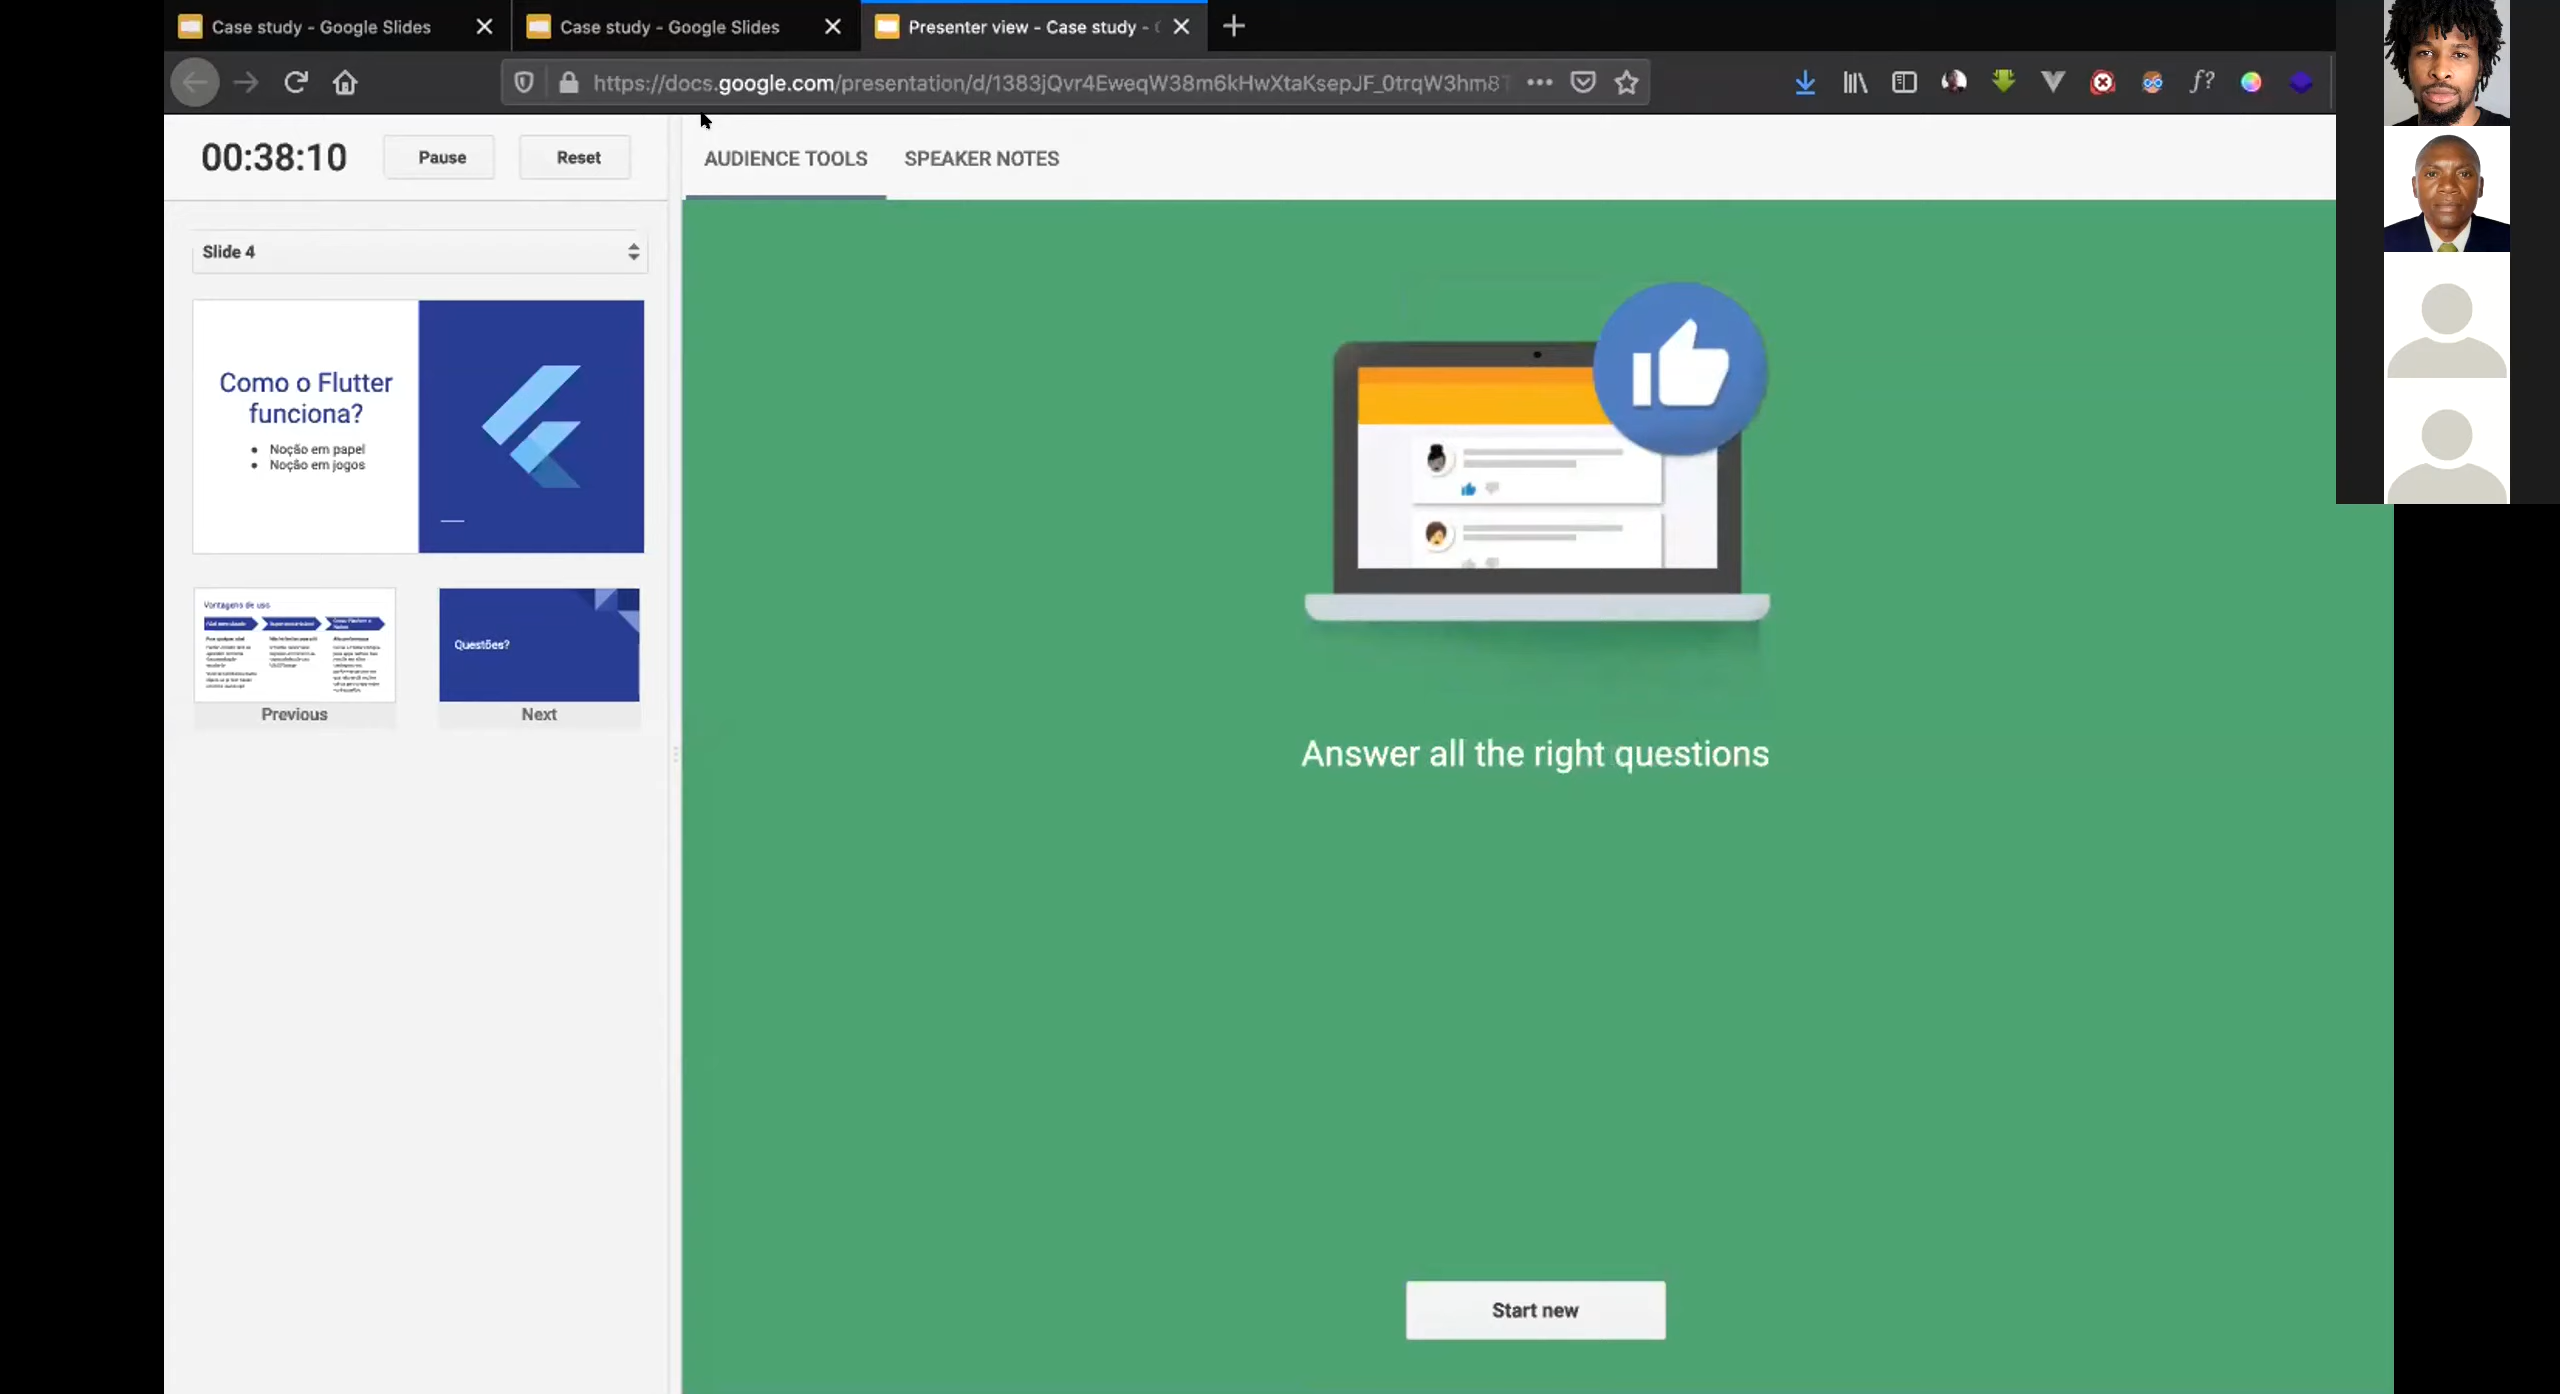 Case study - Google Slides
Case study - Google Slides
Presenter view - Case study -
https://docs.google.com/presentation/d/1383jQvr4EweqW38m6kHwXtaKsepJF_0trqW3hm8
f?
00:38:10
Pause
Reset
AUDIENCE TOOLS
SPEAKER NOTES
Slide 4
Como o Flutter
funciona?
Noção em papel
Noção em jogos
Vantagens de uso
Previous
Questões?
Next
Answer all the right questions
Start new